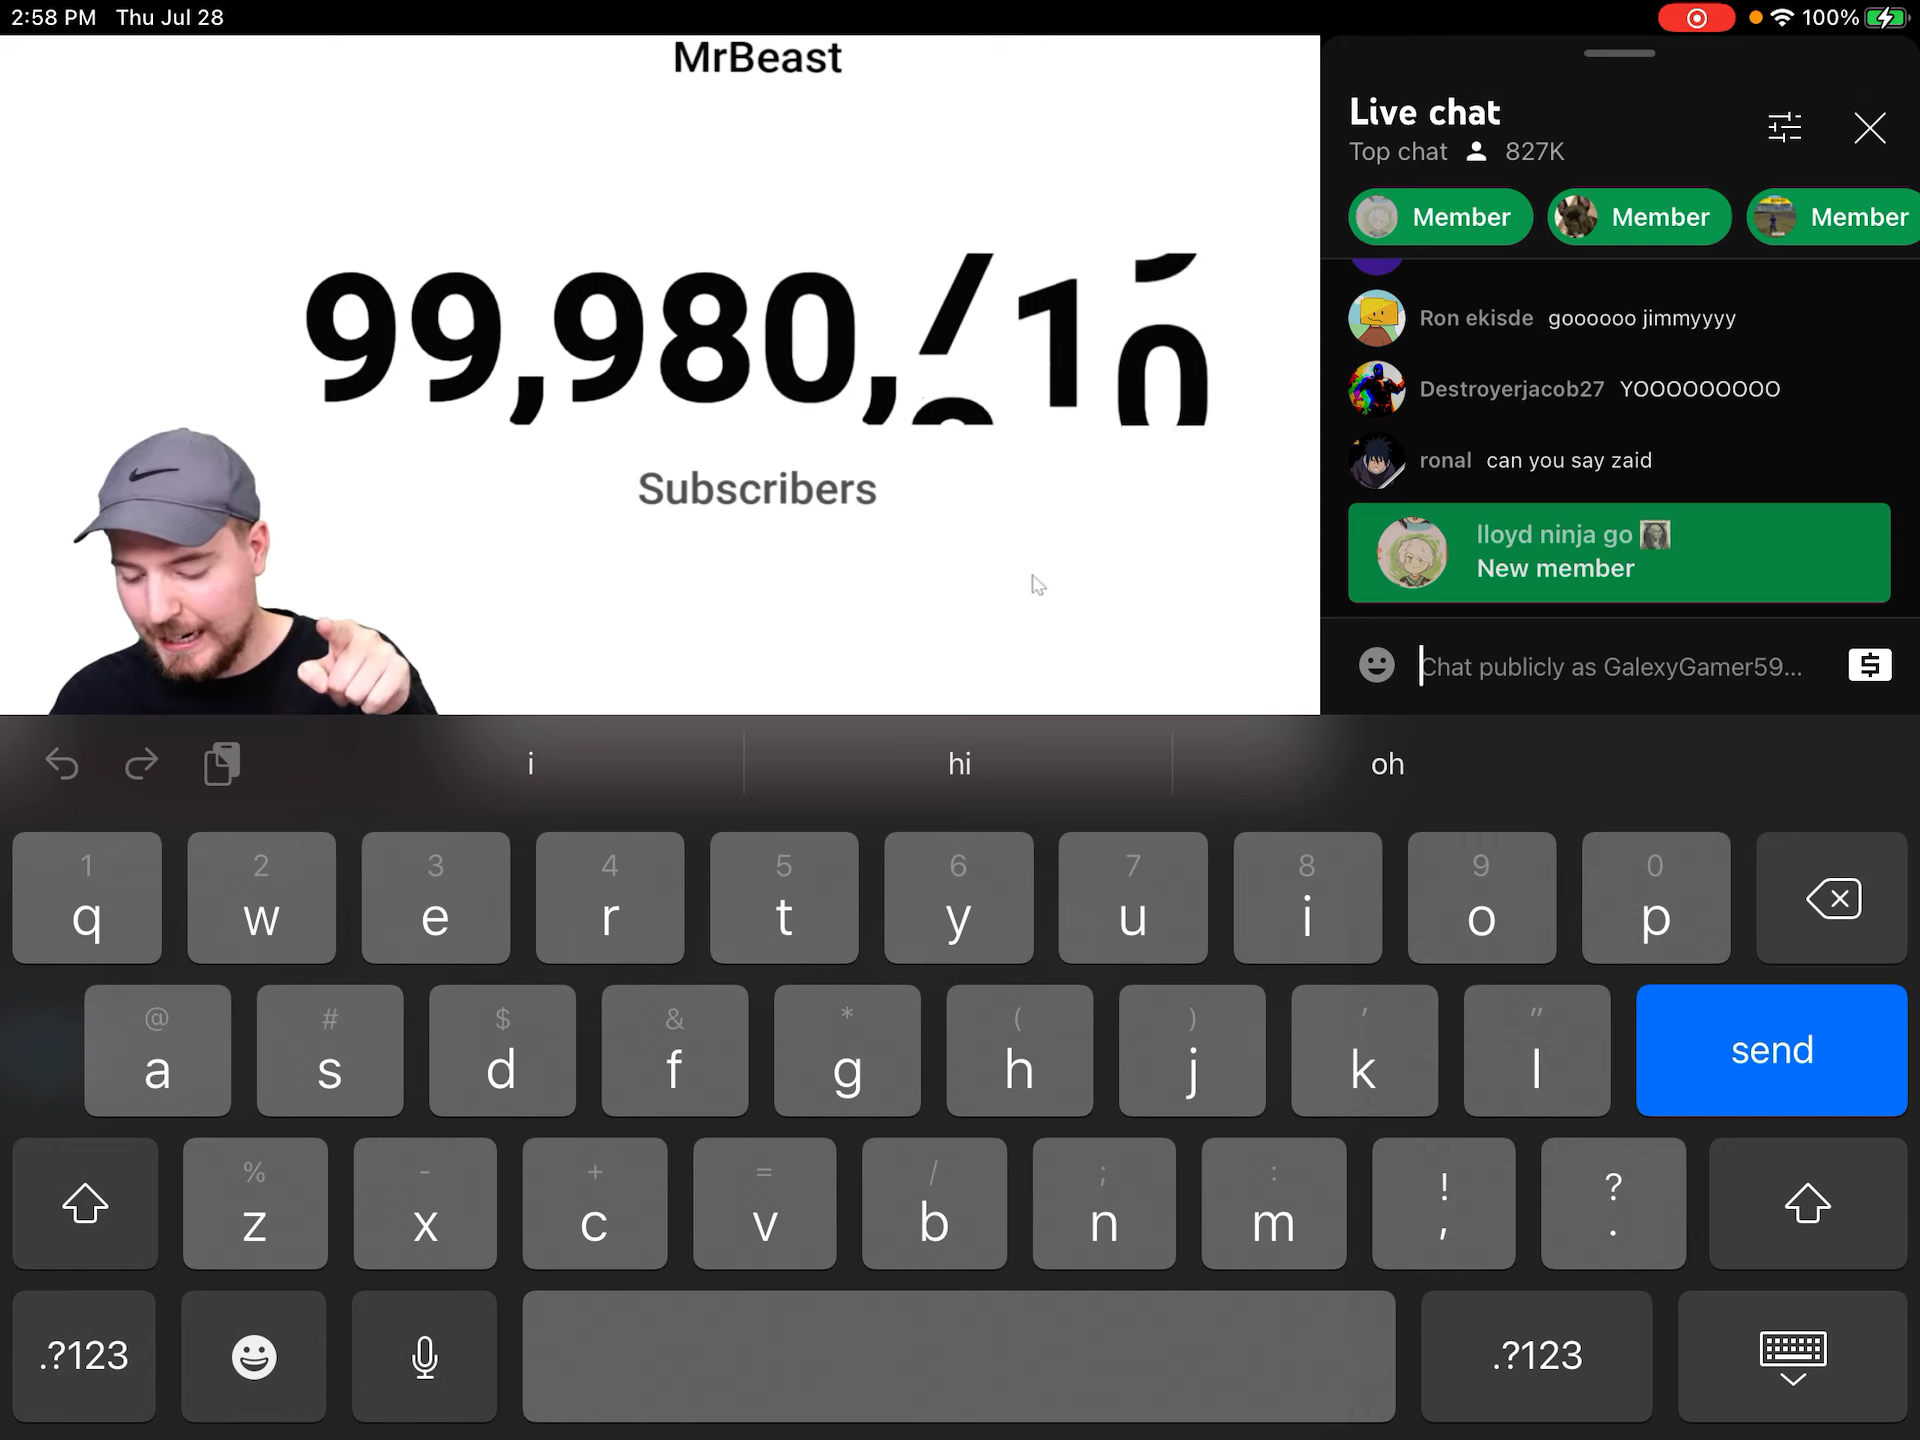 2:58 PM Thu Jul 28
100%
MrBeast
99,980,
Subscribers
Live chat
Top chat 827K
Member Member Member
Ron ekisde goooooo jimmyyyy
Destroyerjacob27 YOOOOOOOOO
ronal can you say zaid
lloyd ninja go
New member
Chat publicly as GalexyGamer59...
i hi oh
1 2 3 4 5 6 7 8 9 0
q w e r t y u i o p
@ # $ & * ( ) ' "
a s d f g h j k l send
% - + = / ; : ! ?
z x c v b n m , .
.?123 .?123